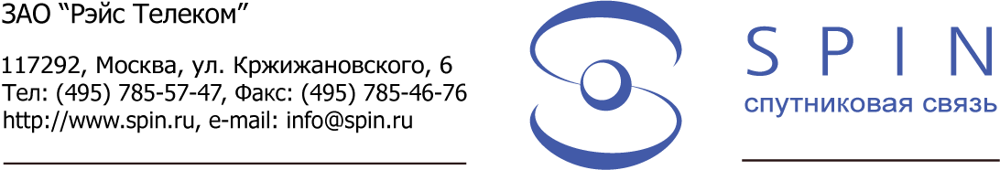 ЗАО “Рэйс Телеком”
117292, Москва, ул. Кржижановского, 6
Тел: (495) 785-57-47, Факс: (495) 785-46-76
http://www.spin.ru, e-mail: info@spin.ru
SPIN
спутниковая связь